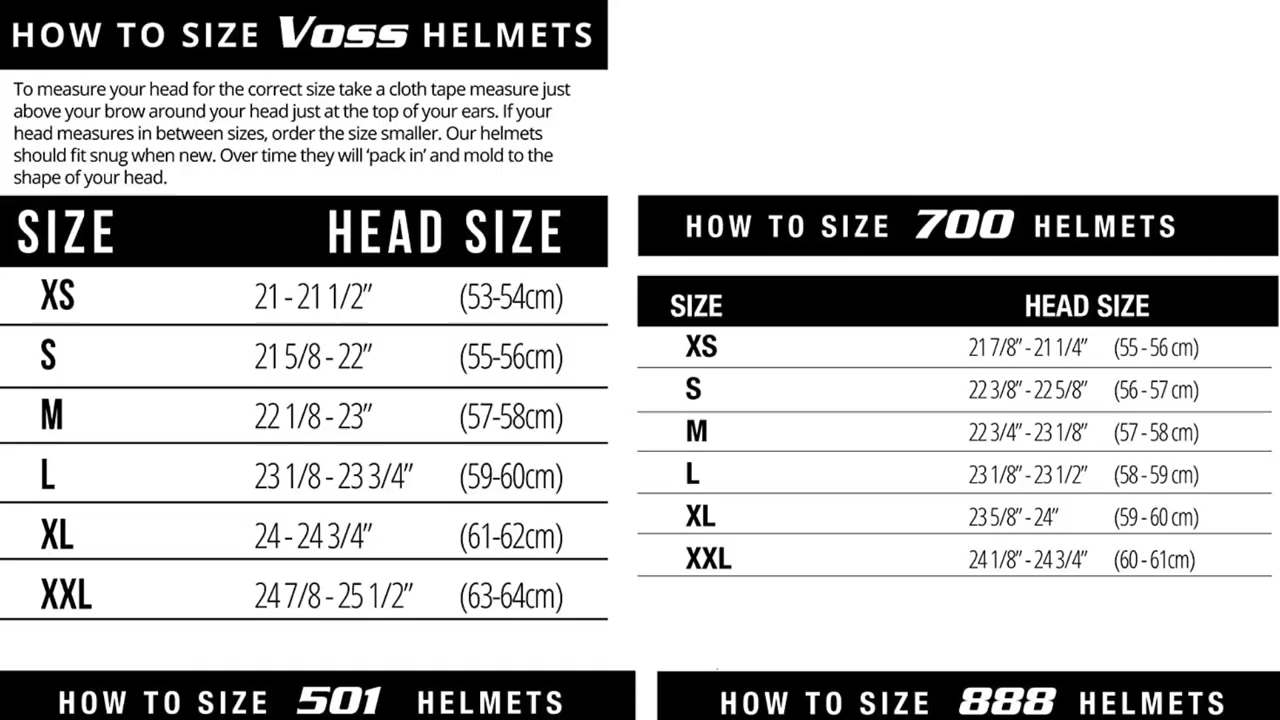 HOW TO SIZE Voss HELMETS
To measure your head for the correct size take a cloth tape measure just
above your brow around your head just at the top of your ears. If your
head measures in between sizes, order the size smaller. Our helmets
should fit snug when new. Over time they will ‘pack in’ and mold to the
shape of your head.
SIZE HEAD SIZE
XS 21 - 21 1/2” (53-54cm)
S 21 5/8 - 22” (55-56cm)
M 22 1/8 - 23” (57-58cm)
L 23 1/8 - 23 3/4” (59-60cm)
XL 24 - 24 3/4” (61-62cm)
XXL 24 7/8 - 25 1/2” (63-64cm)
HOW TO SIZE 700 HELMETS
SIZE HEAD SIZE
XS 21 7/8” - 21 1/4” (55 - 56 cm)
S 22 3/8” - 22 5/8” (56 - 57 cm)
M 22 3/4” - 23 1/8” (57 - 58 cm)
L 23 1/8” - 23 1/2” (58 - 59 cm)
XL 23 5/8” - 24” (59 - 60 cm)
XXL 24 1/8” - 24 3/4” (60 - 61cm)
HOW TO SIZE 501 HELMETS
HOW TO SIZE 888 HELMETS